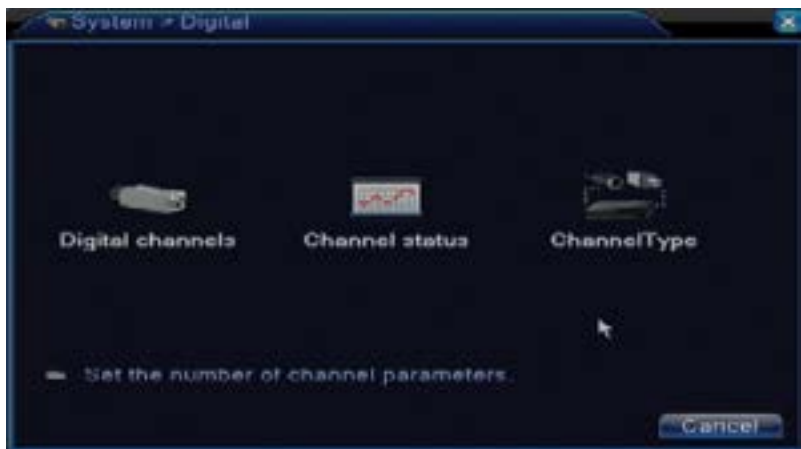 System > Digital
Digital channels
Channel status
ChannelType
Set the number of channel parameters.
Cancel